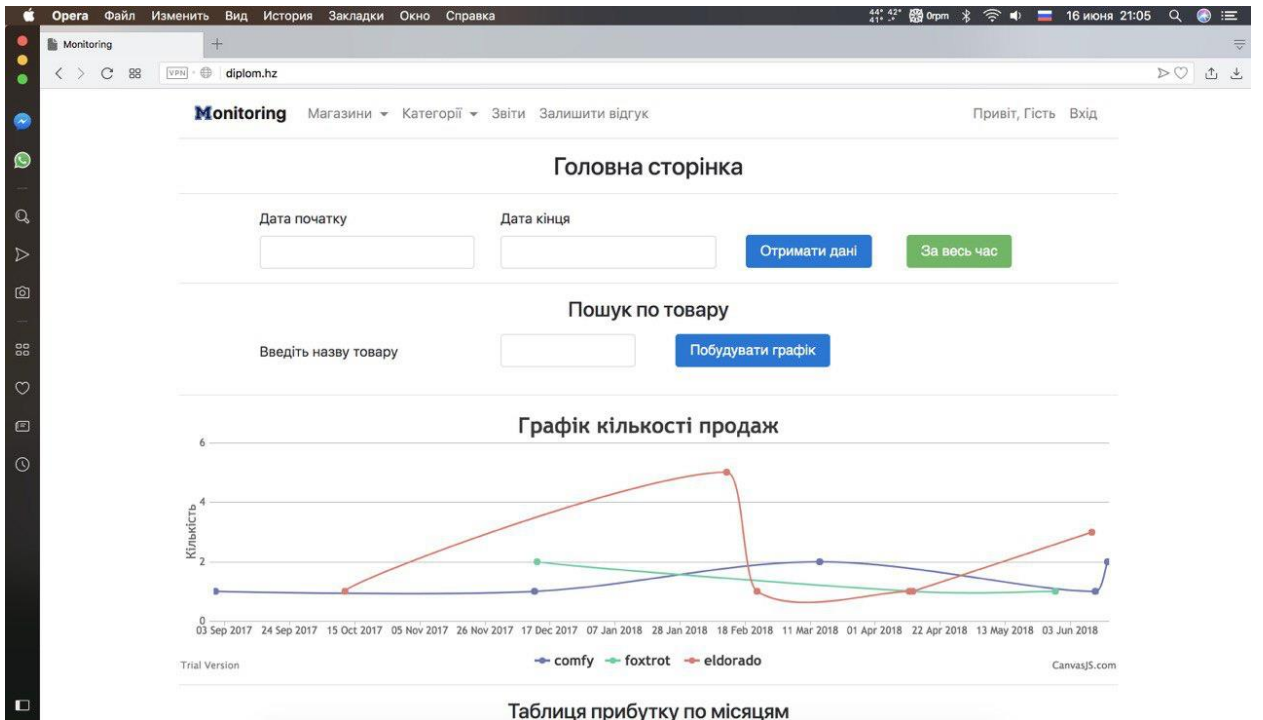 Opera Файл Изменить Вид История Закладки Окно Справка 44° 42° 41° 0rpm 16 июня 21:05
Monitoring
VPN diplom.hz
Monitoring Магазини Категорії Звіти Залишити відгук Привіт, Гість Вхід
Головна сторінка
Дата початку Дата кінця
Отримати дані За весь час
Пошук по товару
Введіть назву товару Побудувати графік
Графік кількості продаж
6
4
Кількість
2
0
03 Sep 2017 24 Sep 2017 15 Oct 2017 05 Nov 2017 26 Nov 2017 17 Dec 2017 07 Jan 2018 28 Jan 2018 18 Feb 2018 11 Mar 2018 01 Apr 2018 22 Apr 2018 13 May 2018 03 Jun 2018
comfy foxtrot eldorado
Trial Version CanvasJS.com
Таблиця прибутку по місяцям